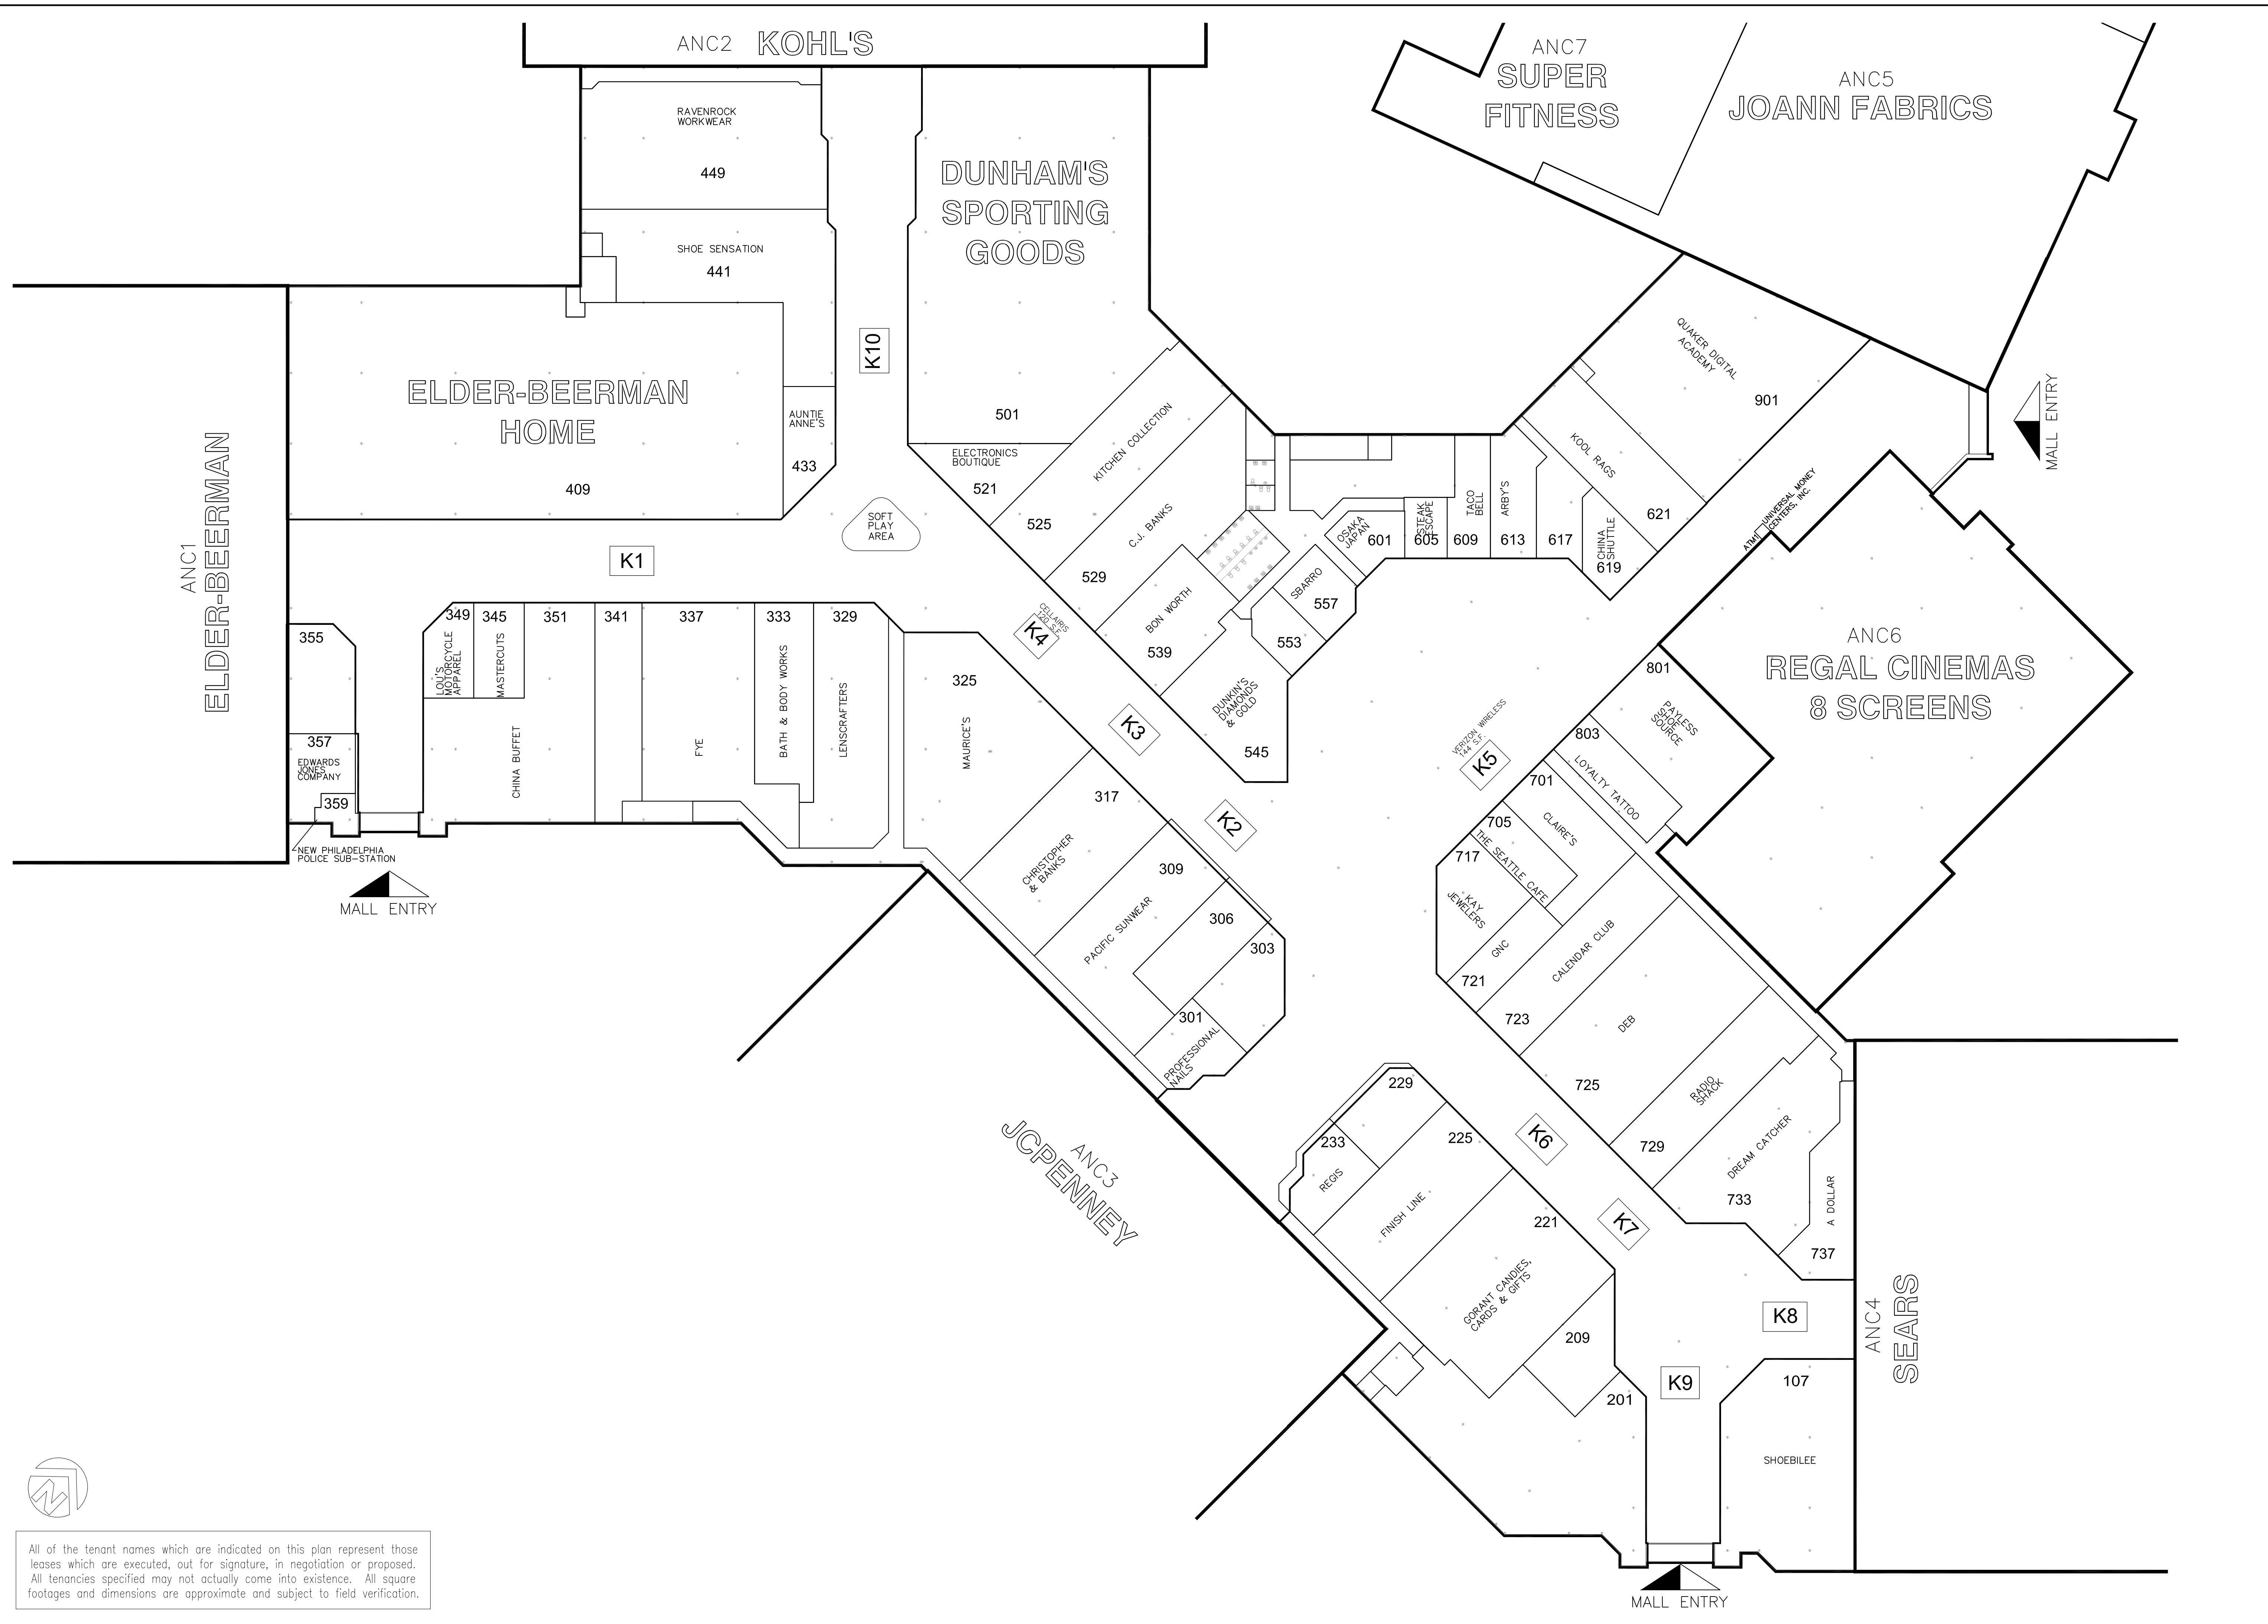 ANC2 KOHL'S
ANC7
SUPER
FITNESS
ANC5
JOANN FABRICS
RAVENROCK
WORKWEAR
449
SHOE SENSATION
441
DUNHAM'S
SPORTING
GOODS
501
K10
ANC1
ELDER-BEERMAN
ELDER-BEERMAN
HOME
409
AUNTIE
ANNE'S
433
SOFT
PLAY
AREA
K1
ELECTRONICS
BOUTIQUE
521
KITCHEN COLLECTION
525
C.J. BANKS
529
BON WORTH
539
DUNKIN'S
DIAMONDS
& GOLD
545
553
SBARRO
557
OSAKA
JAPAN
601
STEAK
ESCAPE
605
TACO
BELL
609
ARBY'S
613
617
CHINA
SHUTTLE
619
KOOL RAGS
621
QUAKER DIGITAL
ACADEMY
901
MALL ENTRY
UNIVERSAL MONEY
CENTERS, INC.
ATM1
ANC6
REGAL CINEMAS
8 SCREENS
355
357
EDWARDS
JONES
COMPANY
359
NEW PHILADELPHIA
POLICE SUB-STATION
MALL ENTRY
349
LOU'S
MOTORCYCLE
APPAREL
345
MASTERCUTS
351
CHINA BUFFET
341
337
FYE
333
BATH & BODY WORKS
329
LENSCRAFTERS
325
MAURICE'S
CELLAIRIS
120 S.F.
K4
K3
K2
317
CHRISTOPHER
& BANKS
309
PACIFIC SUNWEAR
306
303
301
PROFESSIONAL
NAILS
VERIZON WIRELESS
144 S.F.
K5
801
PAYLESS
SHOE
SOURCE
803
LOYALTY TATTOO
701
CLAIRE'S
705
THE SEATTLE CAFE
717
KAY
JEWELERS
GNC
721
CALENDAR CLUB
723
DEB
725
RADIO
SHACK
729
DREAM CATCHER
733
A DOLLAR
737
ANC3
JCPENNEY
229
233
REGIS
225
FINISH LINE
221
GORANT CANDIES,
CARDS & GIFTS
209
201
K6
K7
K8
K9
ANC4
SEARS
107
SHOEBILEE
MALL ENTRY
N
All of the tenant names which are indicated on this plan represent those
leases which are executed, out for signature, in negotiation or proposed.
All tenancies specified may not actually come into existence. All square
footages and dimensions are approximate and subject to field verification.